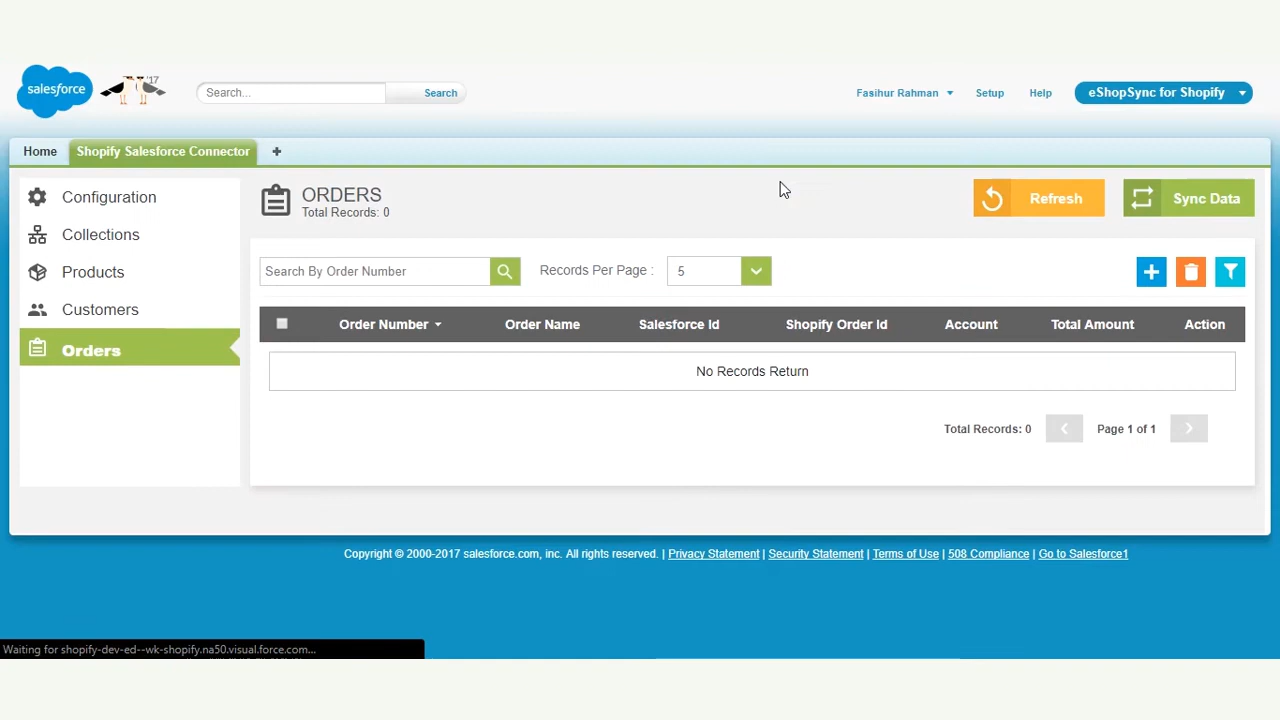 salesforce
'17
Search...
Search
Fasihur Rahman
Setup
Help
eShopSync for Shopify
Home
Shopify Salesforce Connector
Configuration
Collections
Products
Customers
Orders
ORDERS
Total Records: 0
Refresh
Sync Data
Search By Order Number
Records Per Page :
5
Order Number
Order Name
Salesforce Id
Shopify Order Id
Account
Total Amount
Action
No Records Return
Total Records: 0
Page 1 of 1
Copyright © 2000-2017 salesforce.com, inc. All rights reserved. | Privacy Statement | Security Statement | Terms of Use | 508 Compliance | Go to Salesforce1
Waiting for shopify-dev-ed--wk-shopify.na50.visual.force.com...